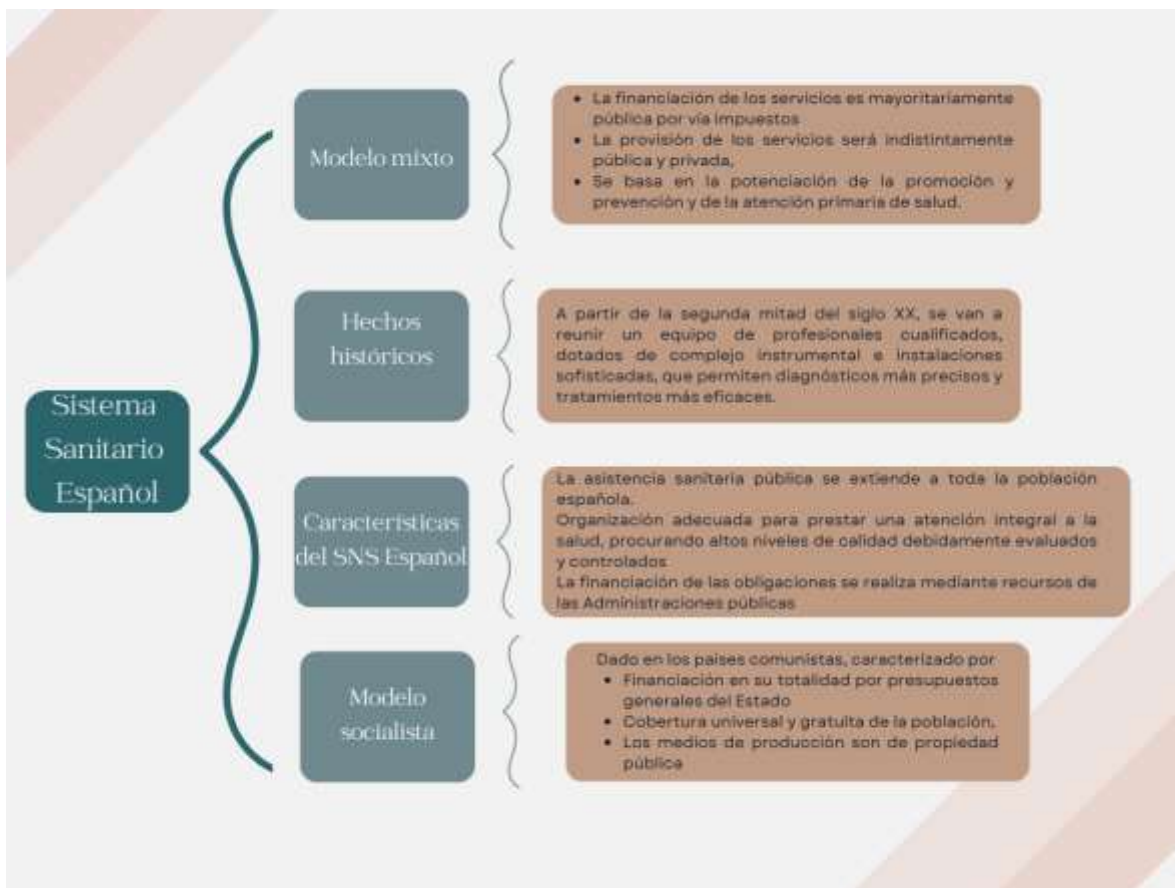 Sistema
Sanitario
Español
Modelo mixto
• La financiación de los servicios es mayoritariamente
pública por vía impuestos
• La provisión de los servicios será indistintamente
pública y privada,
• Se basa en la potenciación de la promoción y
prevención y de la atención primaria de salud.
Hechos
históricos
A partir de la segunda mitad del siglo XX, se van a
reunir un equipo de profesionales cualificados,
dotados de complejo instrumental e instalaciones
sofisticadas, que permiten diagnósticos más precisos y
tratamientos más eficaces.
Características
del SNS Español
La asistencia sanitaria pública se extiende a toda la población
española.
Organización adecuada para prestar una atención integral a la
salud, procurando altos niveles de calidad debidamente evaluados
y controlados
La financiación de las obligaciones se realiza mediante recursos de
las Administraciones públicas
Modelo
socialista
Dado en los países comunistas, caracterizado por
• Financiación en su totalidad por presupuestos
generales del Estado
• Cobertura universal y gratuita de la población.
• Los medios de producción son de propiedad
pública